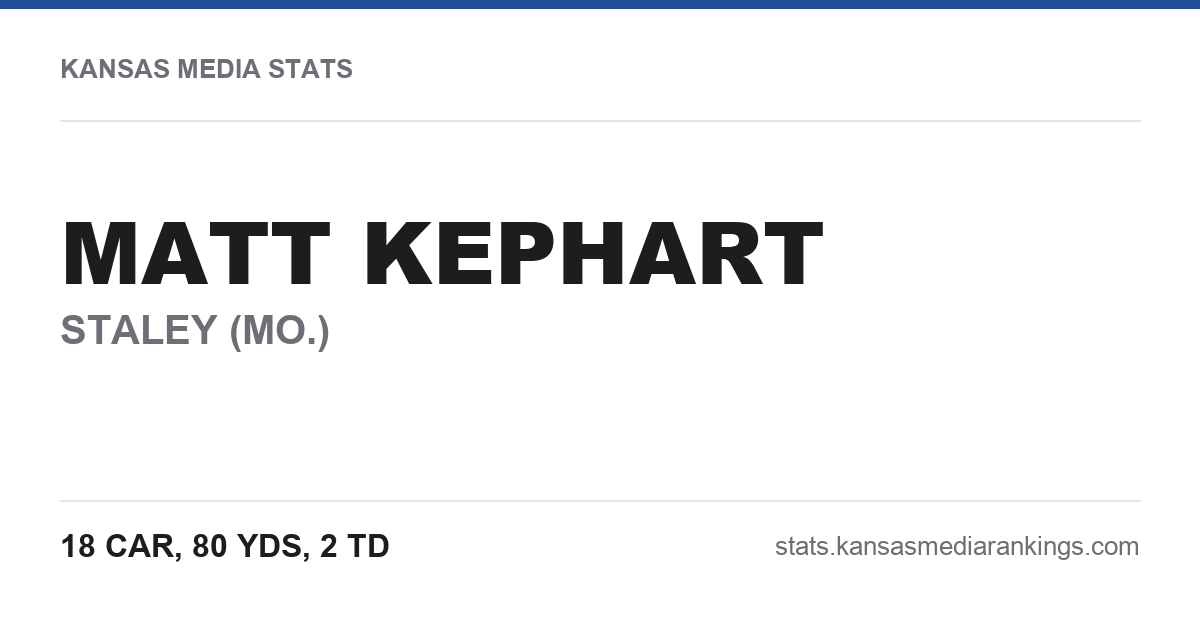 KANSAS MEDIA STATS
MATT KEPHART
STALEY (MO.)
18 CAR, 80 YDS, 2 TD
stats.kansasmediarankings.com